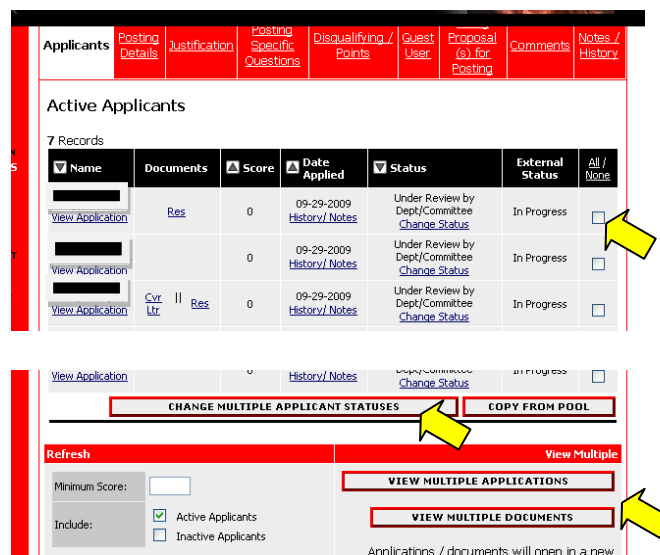 Applicants
Posting Details
Justification
Posting Specific Questions
Disqualifying / Points
Guest User
Proposal (s) for Posting
Comments
Notes / History
Active Applicants
7 Records
Name Documents Score Date Applied Status External Status All / None
View Application Res 0 09-29-2009 History/ Notes Under Review by Dept/Committee Change Status In Progress
View Application 0 09-29-2009 History/ Notes Under Review by Dept/Committee Change Status In Progress
View Application Cvr Ltr || Res 0 09-29-2009 History/ Notes Under Review by Dept/Committee Change Status In Progress
View Application 0 History/ Notes Dept/Committee Change Status In Progress
CHANGE MULTIPLE APPLICANT STATUSES COPY FROM POOL
Refresh View Multiple
Minimum Score: VIEW MULTIPLE APPLICATIONS
Include: Active Applicants VIEW MULTIPLE DOCUMENTS
Inactive Applicants
Applications / documents will open in a new